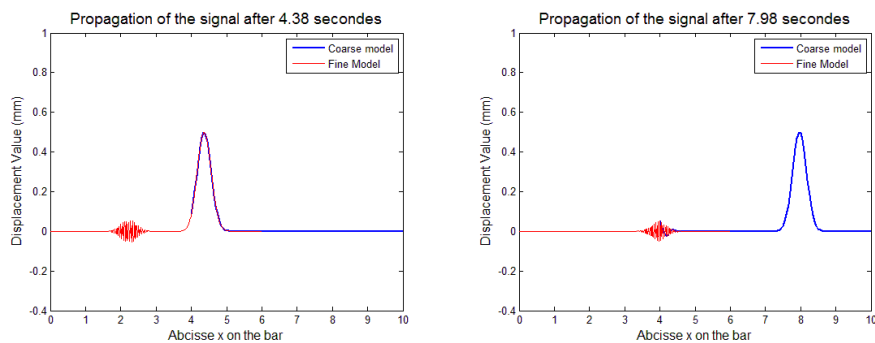 Propagation of the signal after 4.38 secondes
1
0.8
0.6
0.4
0.2
0
-0.2
-0.4
Displacement Value (mm)
Coarse model
Fine Model
0 1 2 3 4 5 6 7 8 9 10
Abcisse x on the bar
Propagation of the signal after 7.98 secondes
1
0.8
0.6
0.4
0.2
0
-0.2
-0.4
Displacement Value (mm)
Coarse model
Fine Model
0 1 2 3 4 5 6 7 8 9 10
Abcisse x on the bar